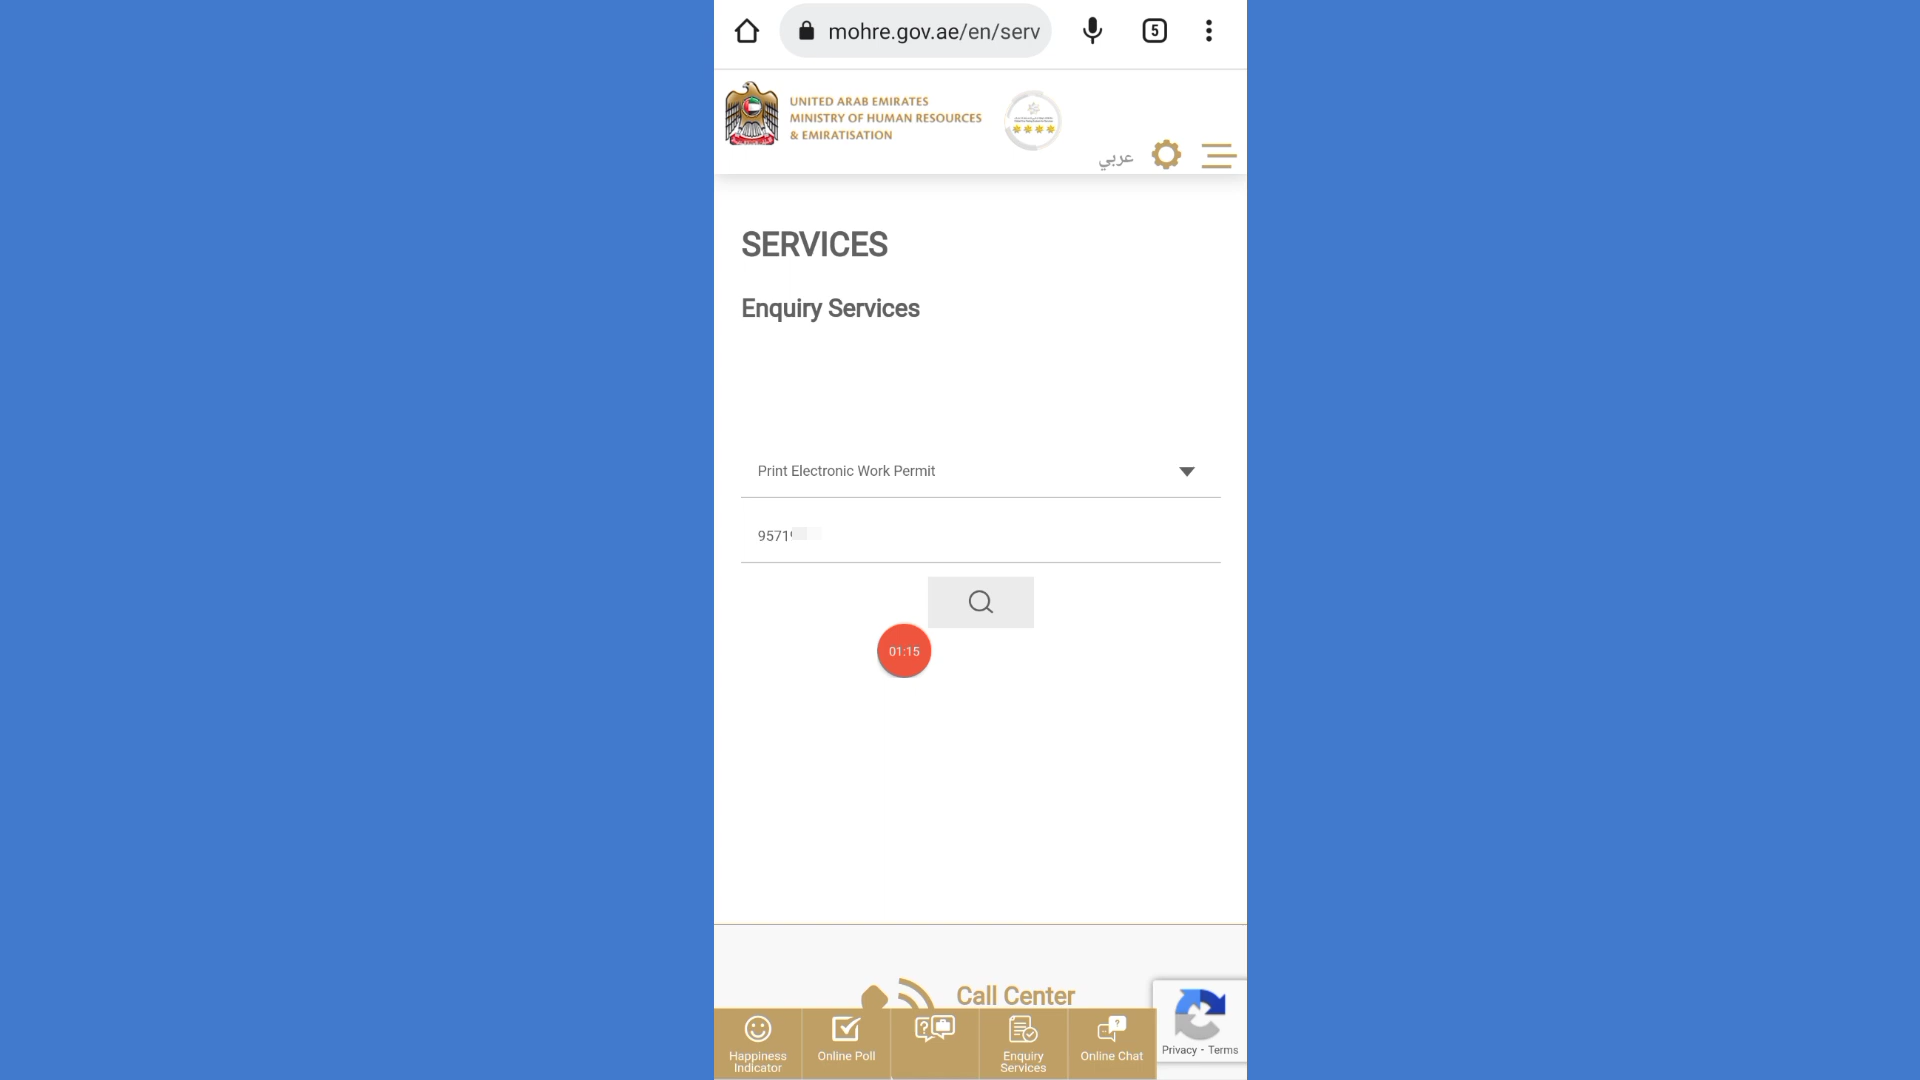 mohre.gov.ae/en/serv
5
UNITED ARAB EMIRATES
MINISTRY OF HUMAN RESOURCES
& EMIRATISATION
عربي
SERVICES
Enquiry Services
Print Electronic Work Permit
9571
01:15
Call Center
Happiness
Indicator
Online Poll
Enquiry
Services
Online Chat
Privacy - Terms